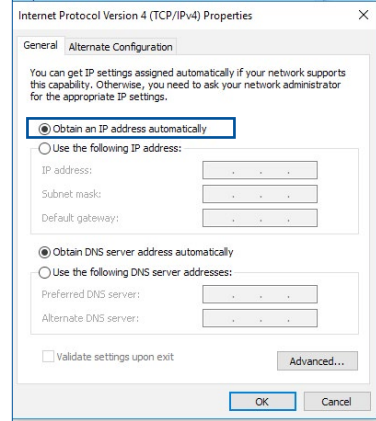 Internet Protocol Version 4 (TCP/IPv4) Properties
General Alternate Configuration
You can get IP settings assigned automatically if your network supports
this capability. Otherwise, you need to ask your network administrator
for the appropriate IP settings.
Obtain an IP address automatically
Use the following IP address:
IP address:
Subnet mask:
Default gateway:
Obtain DNS server address automatically
Use the following DNS server addresses:
Preferred DNS server:
Alternate DNS server:
Validate settings upon exit
Advanced...
OK Cancel